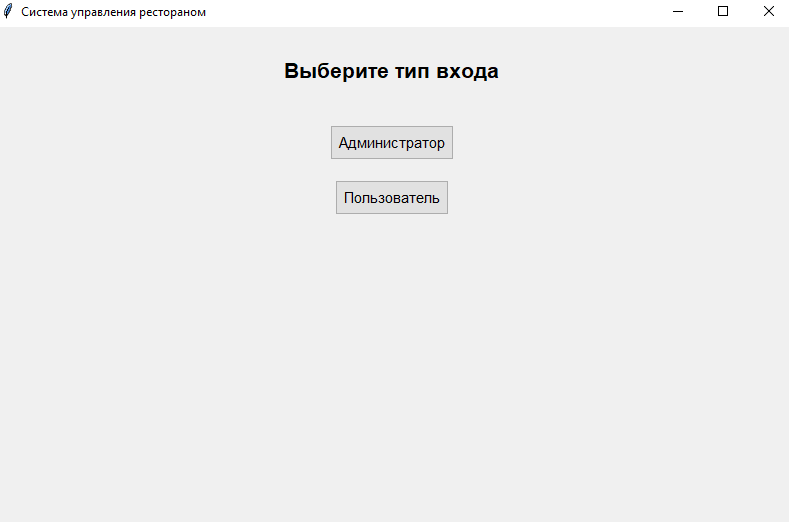 Система управления рестораном
Выберите тип входа
Администратор
Пользователь